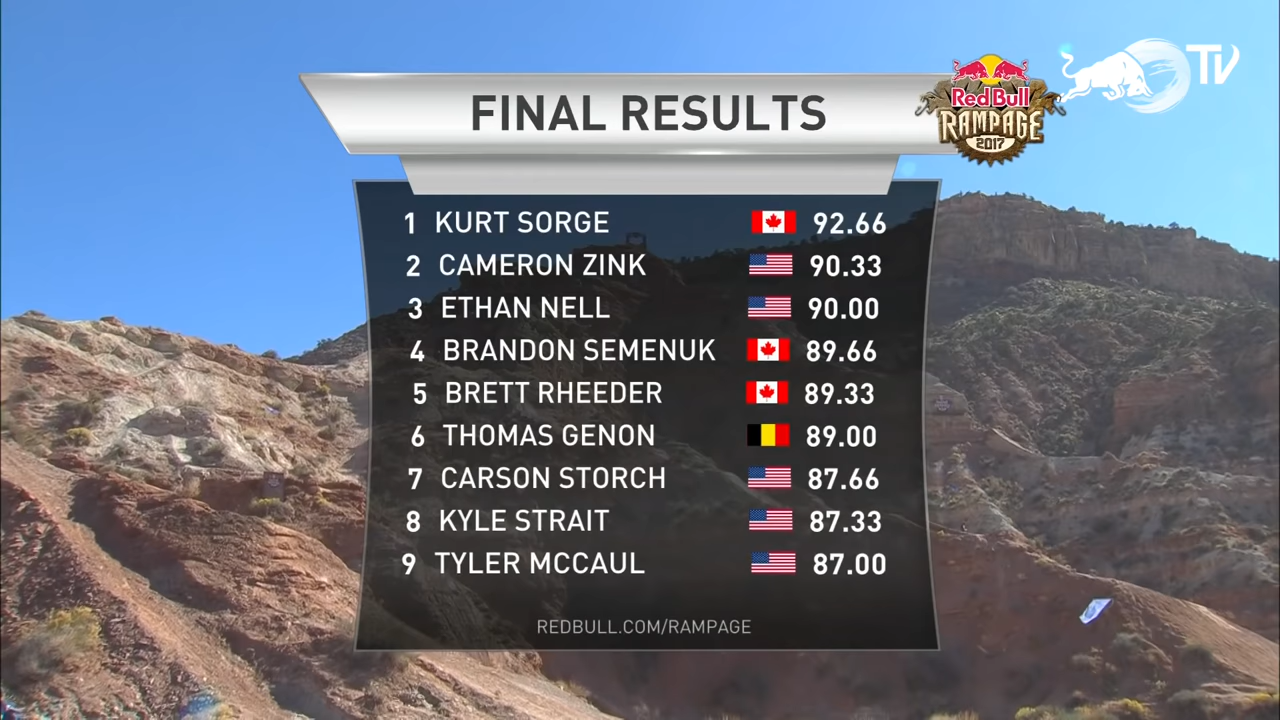 FINAL RESULTS
Red Bull
RAMPAGE
2017
TV
1 KURT SORGE 92.66
2 CAMERON ZINK 90.33
3 ETHAN NELL 90.00
4 BRANDON SEMENUK 89.66
5 BRETT RHEEDER 89.33
6 THOMAS GENON 89.00
7 CARSON STORCH 87.66
8 KYLE STRAIT 87.33
9 TYLER MCCAUL 87.00
REDBULL.COM/RAMPAGE